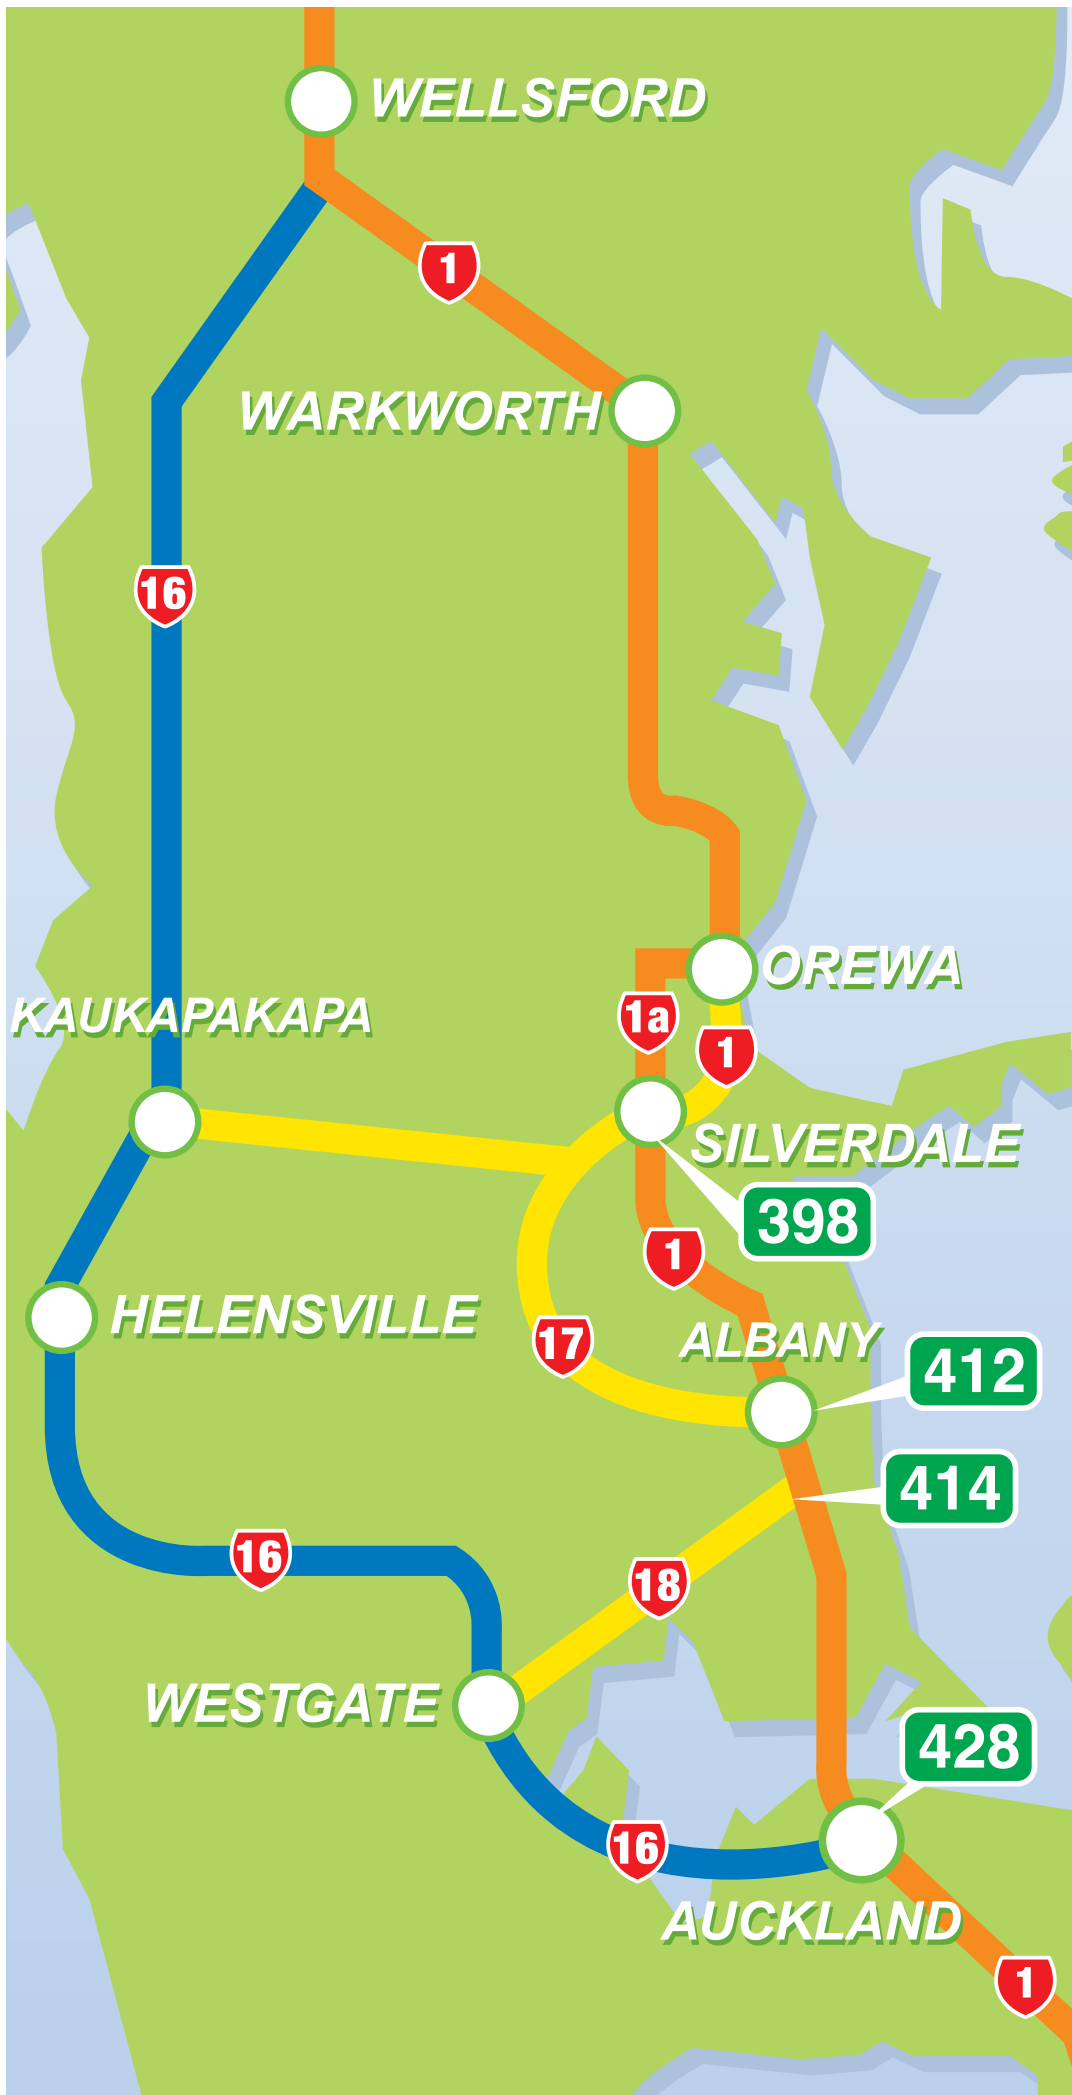 WELLSFORD
1
WARKWORTH
16
OREWA
KAUKAPAKAPA
1a
1
SILVERDALE
398
1
HELENSVILLE
17
ALBANY
412
414
16
18
WESTGATE
428
16
AUCKLAND
1